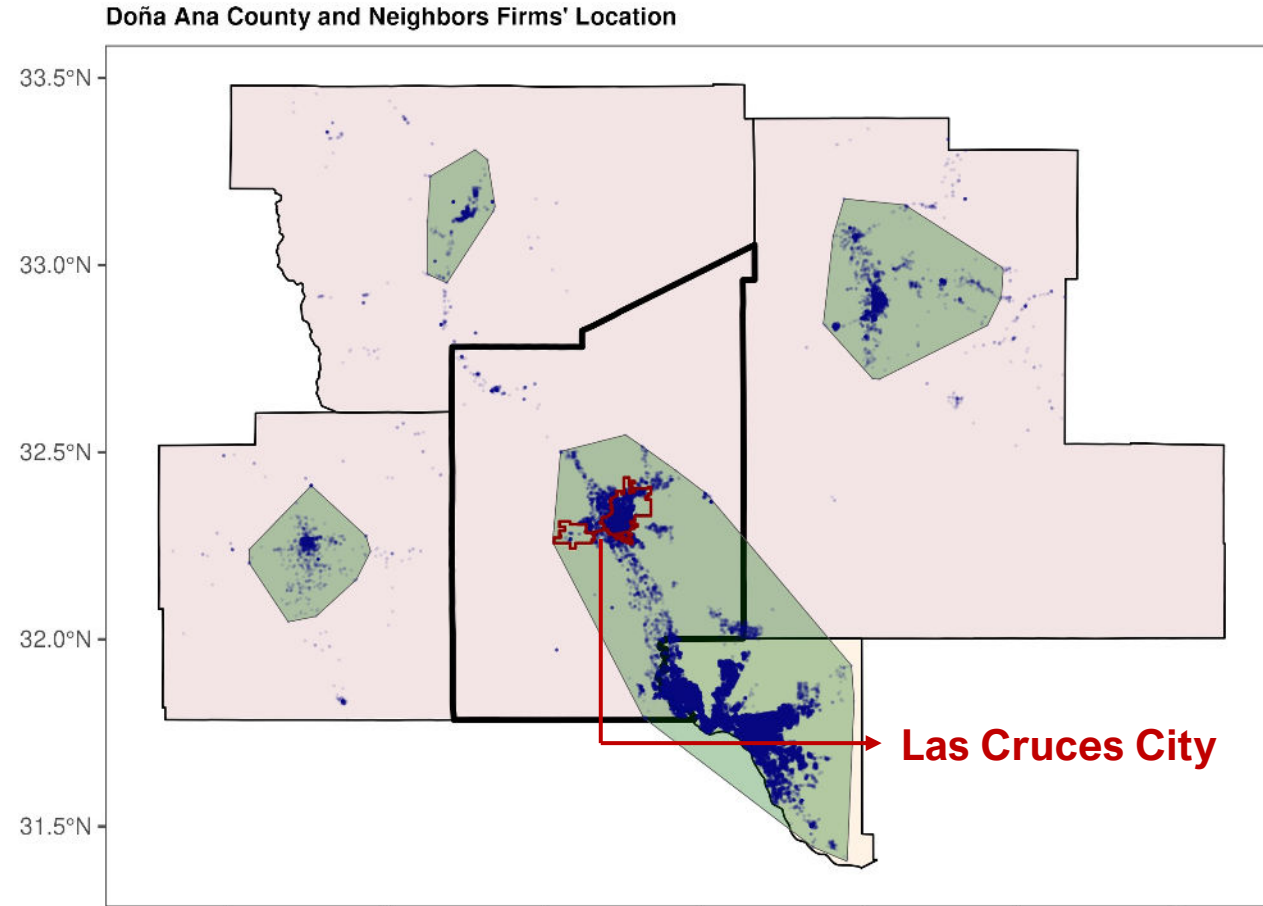 Doña Ana County and Neighbors Firms' Location
33.5°N
33.0°N
32.5°N
32.0°N
Las Cruces City
31.5°N